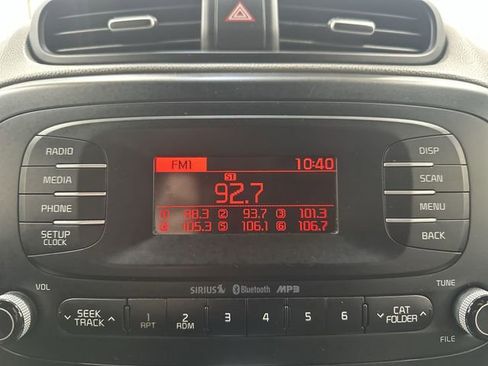 RADIO
MEDIA
PHONE
SETUP
CLOCK
FM1 10:40
ST
92.7
1 88.3 2 93.7 3 101.3
4 105.3 5 106.1 6 106.7
DISP
SCAN
MENU
BACK
SIRIUS Bluetooth MP3
VOL
TUNE
SEEK
TRACK
1
RPT
2
RDM
3
4
5
6
CAT
FOLDER
FILE